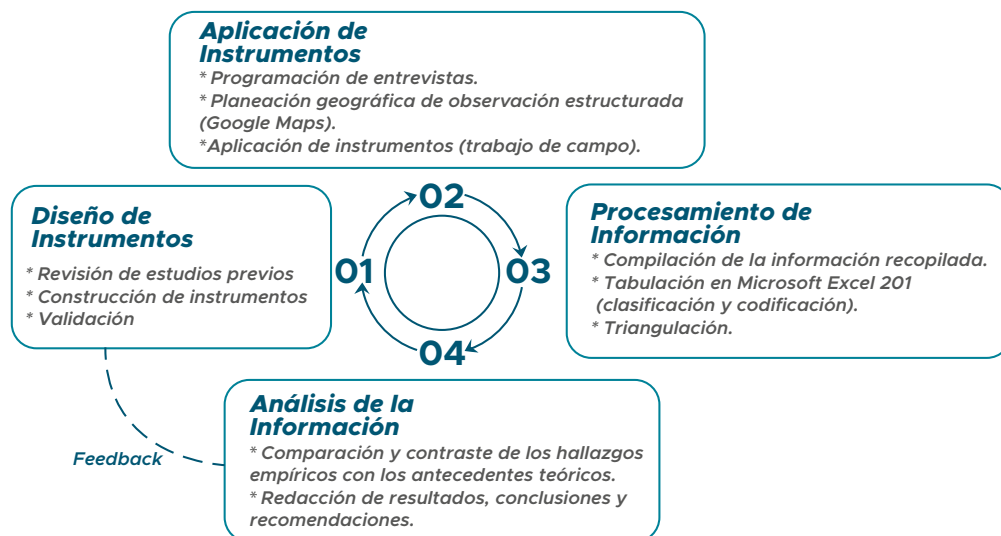 Aplicación de
Instrumentos
* Programación de entrevistas.
* Planeación geográfica de observación estructurada
(Google Maps).
*Aplicación de instrumentos (trabajo de campo).
Diseño de
Instrumentos
* Revisión de estudios previos
* Construcción de instrumentos
* Validación
02
01
03
04
Procesamiento de
Información
* Compilación de la información recopilada.
* Tabulación en Microsoft Excel 201
(clasificación y codificación).
* Triangulación.
Análisis de la
Información
* Comparación y contraste de los hallazgos
empíricos con los antecedentes teóricos.
* Redacción de resultados, conclusiones y
recomendaciones.
Feedback